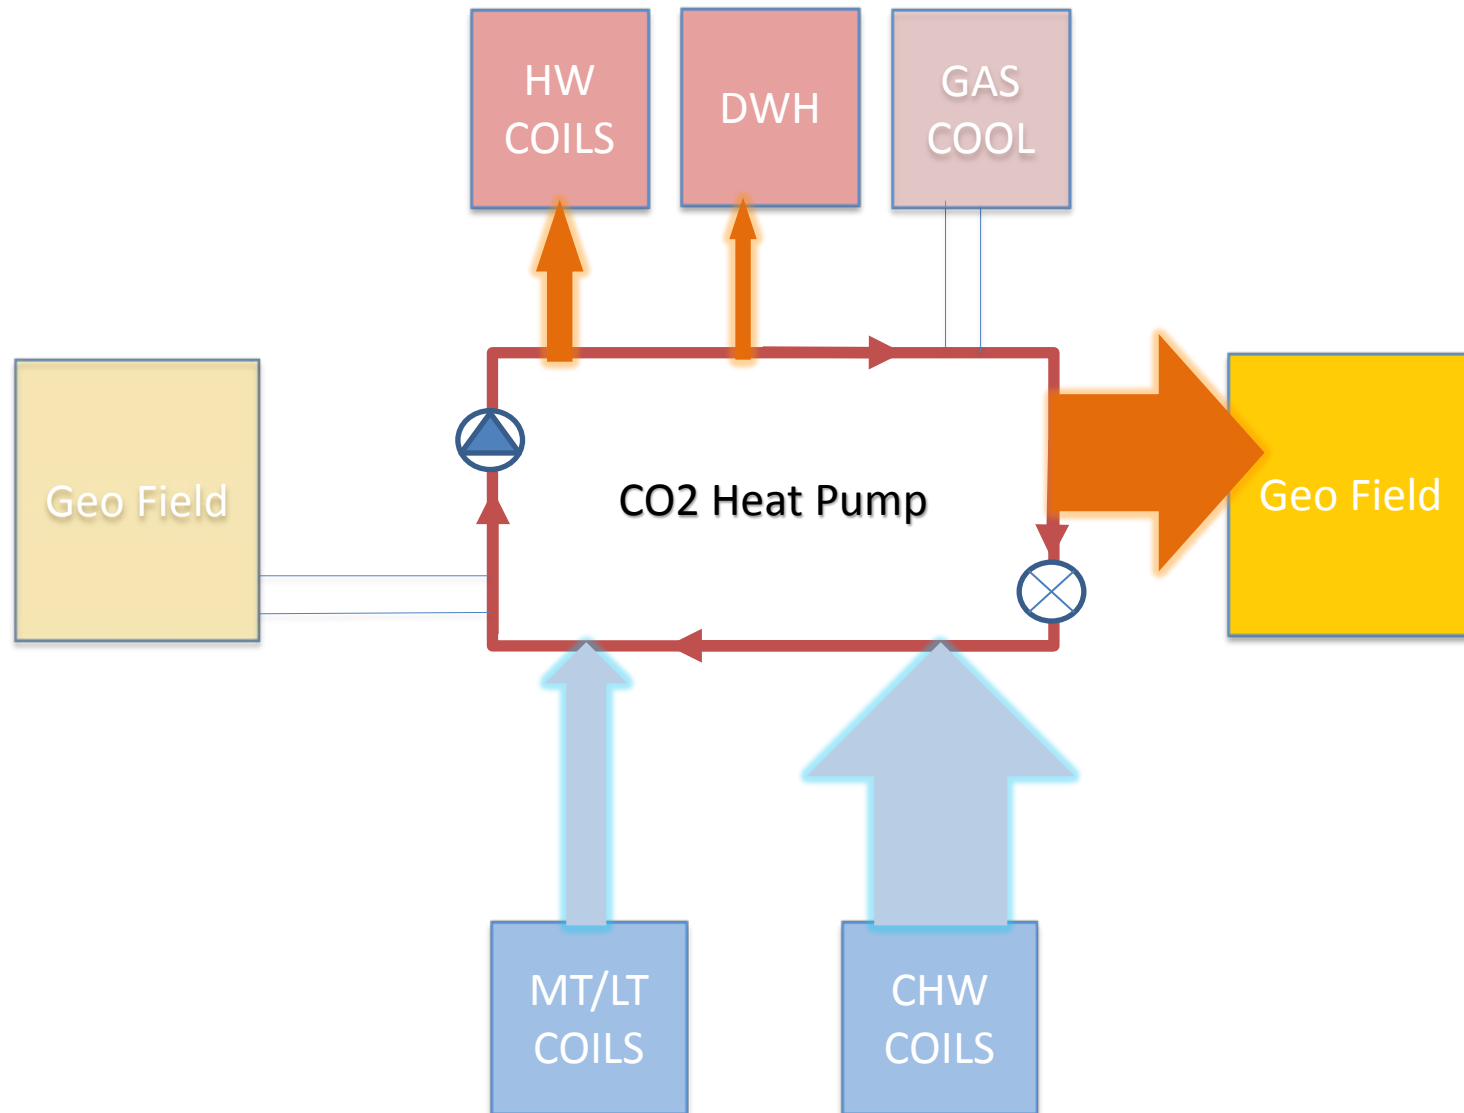 HW
COILS
DWH
GAS
COOL
Geo Field
CO2 Heat Pump
Geo Field
MT/LT
COILS
CHW
COILS